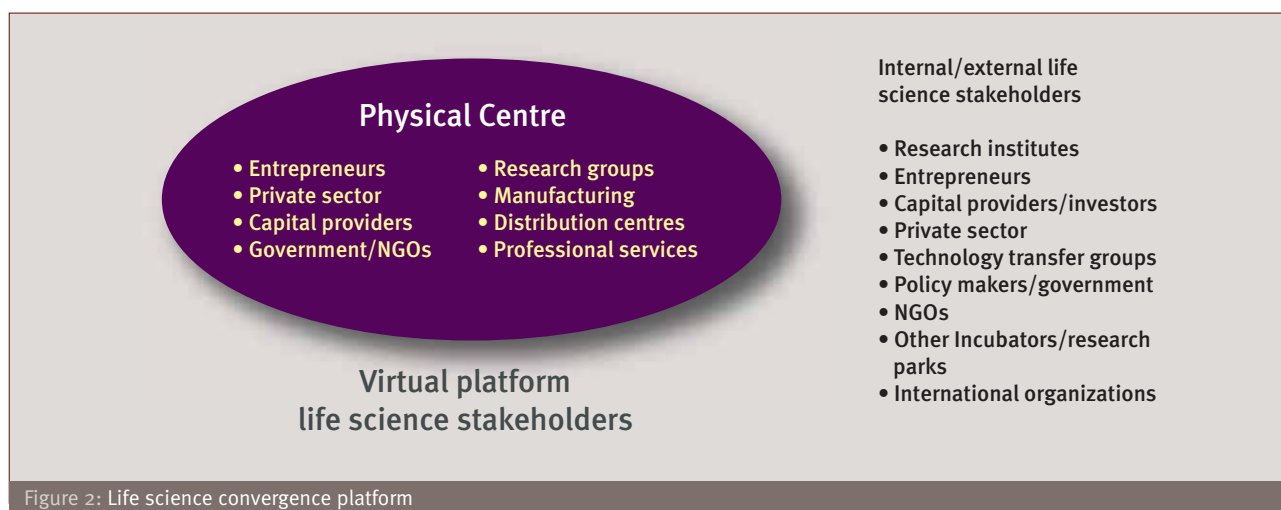 Physical Centre
• Entrepreneurs
• Private sector
• Capital providers
• Government/NGOs
• Research groups
• Manufacturing
• Distribution centres
• Professional services
Virtual platform
life science stakeholders
Internal/external life
science stakeholders
• Research institutes
• Entrepreneurs
• Capital providers/investors
• Private sector
• Technology transfer groups
• Policy makers/government
• NGOs
• Other Incubators/research
parks
• International organizations
Figure 2: Life science convergence platform